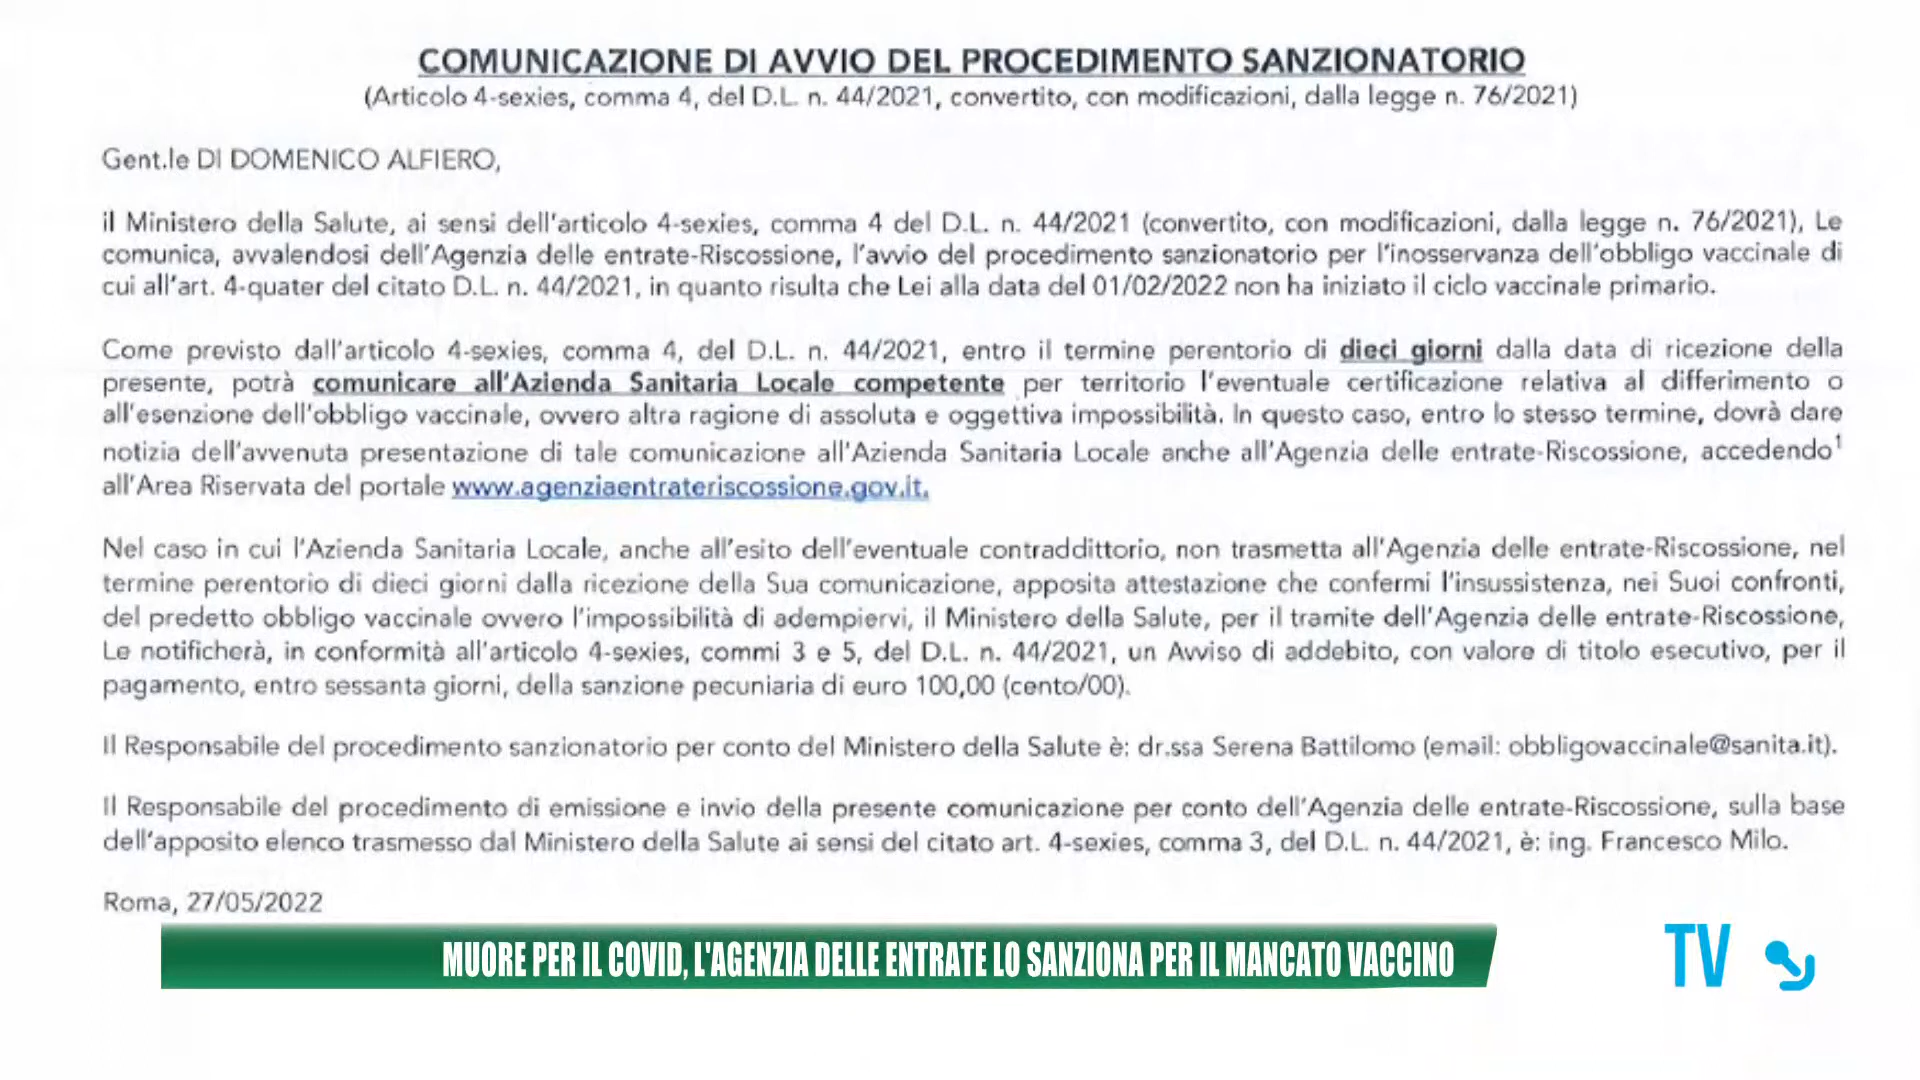 COMUNICAZIONE DI AVVIO DEL PROCEDIMENTO SANZIONATORIO
(Articolo 4-sexies, comma 4, del D.L. n. 44/2021, convertito, con modificazioni, dalla legge n. 76/2021)
Gent.le DI DOMENICO ALFIERO,
il Ministero della Salute, ai sensi dell'articolo 4-sexies, comma 4 del D.L. n. 44/2021 (convertito, con modificazioni, dalla legge n. 76/2021), Le
comunica, avvalendosi dell'Agenzia delle entrate-Riscossione, l'avvio del procedimento sanzionatorio per l'inosservanza dell'obbligo vaccinale di
cui all'art. 4-quater del citato D.L. n. 44/2021, in quanto risulta che Lei alla data del 01/02/2022 non ha iniziato il ciclo vaccinale primario.
Come previsto dall'articolo 4-sexies, comma 4, del D.L. n. 44/2021, entro il termine perentorio di dieci giorni dalla data di ricezione della
presente, potrà comunicare all'Azienda Sanitaria Locale competente per territorio l'eventuale certificazione relativa al differimento o
all'esenzione dell'obbligo vaccinale, ovvero altra ragione di assoluta e oggettiva impossibilità. In questo caso, entro lo stesso termine, dovrà dare
notizia dell'avvenuta presentazione di tale comunicazione all'Azienda Sanitaria Locale anche all'Agenzia delle entrate-Riscossione, accedendo¹
all'Area Riservata del portale www.agenziaentrateriscossione.gov.it.
Nel caso in cui l'Azienda Sanitaria Locale, anche all'esito dell'eventuale contraddittorio, non trasmetta all'Agenzia delle entrate-Riscossione, nel
termine perentorio di dieci giorni dalla ricezione della Sua comunicazione, apposita attestazione che confermi l'insussistenza, nei Suoi confronti,
del predetto obbligo vaccinale ovvero l'impossibilità di adempiervi, il Ministero della Salute, per il tramite dell'Agenzia delle entrate-Riscossione,
Le notificherà, in conformità all'articolo 4-sexies, commi 3 e 5, del D.L. n. 44/2021, un Avviso di addebito, con valore di titolo esecutivo, per il
pagamento, entro sessanta giorni, della sanzione pecuniaria di euro 100,00 (cento/00).
Il Responsabile del procedimento sanzionatorio per conto del Ministero della Salute è: dr.ssa Serena Battilomo (email: obbligovaccinale@sanita.it).
Il Responsabile del procedimento di emissione e invio della presente comunicazione per conto dell'Agenzia delle entrate-Riscossione, sulla base
dell'apposito elenco trasmesso dal Ministero della Salute ai sensi del citato art. 4-sexies, comma 3, del D.L. n. 44/2021, è: ing. Francesco Milo.
Roma, 27/05/2022
MUORE PER IL COVID, L'AGENZIA DELLE ENTRATE LO SANZIONA PER IL MANCATO VACCINO
TV